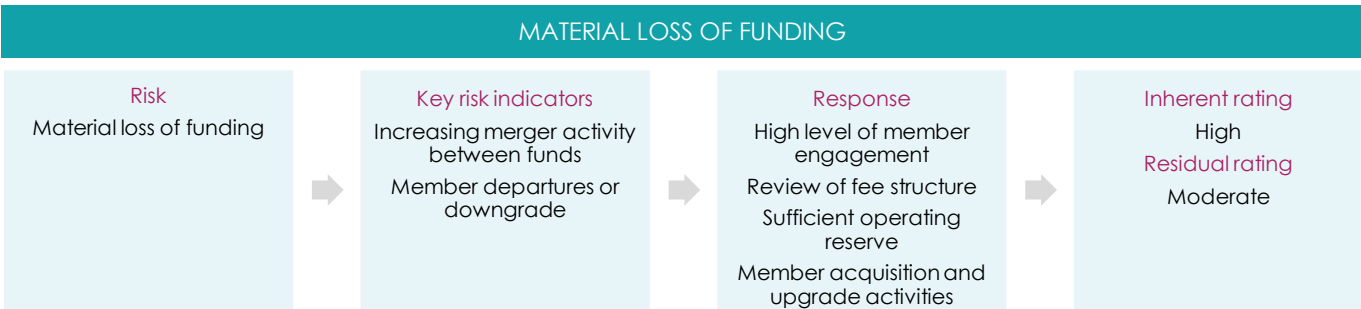 MATERIAL LOSS OF FUNDING
Risk
Material loss of funding
Key risk indicators
Increasing merger activity
between funds
Member departures or
downgrade
Response
High level of member
engagement
Review of fee structure
Sufficient operating
reserve
Member acquisition and
upgrade activities
Inherent rating
High
Residual rating
Moderate